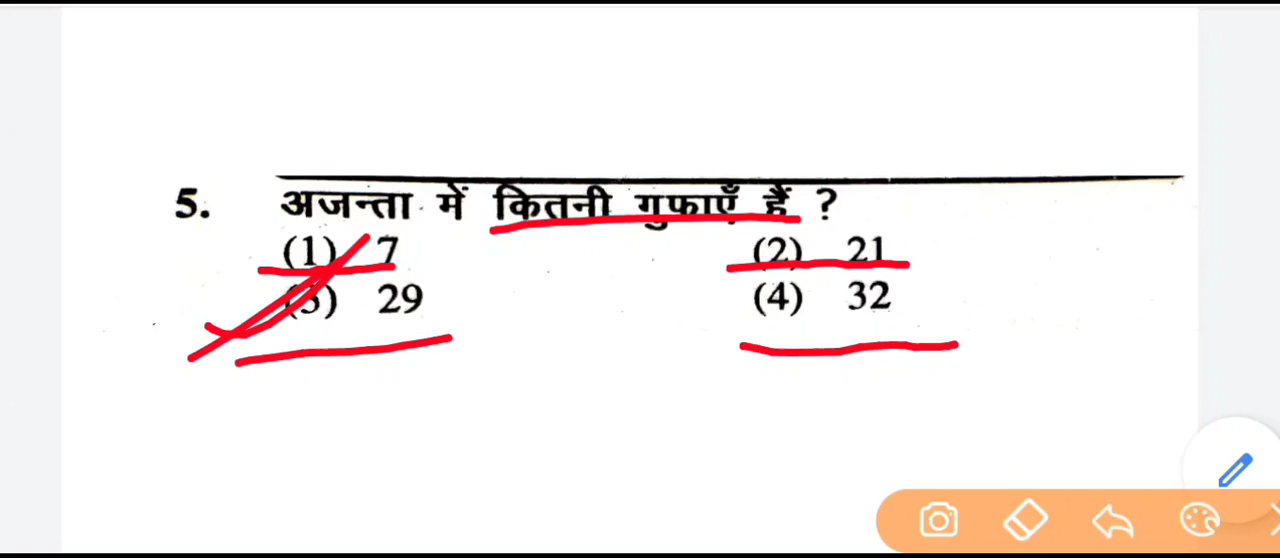 5. अजन्ता में कितनी गुफाएँ हैं ?
(1) 7 (2) 21
(3) 29 (4) 32